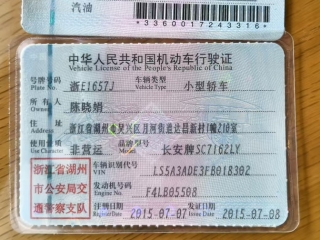 汽油
*3360017243316*
中华人民共和国机动车行驶证
Vehicle License of the People's Republic of China
号牌号码 浙E1657J 车辆类型 小型轿车
Plate No. Vehicle Type
所有人 陈晓娟
Owner
住址 浙江省湖州 吴兴区月河街道达昌新村1幢210室
Address
使用性质 非营运 品牌型号 长安牌SC7162LY
Use Character Model
浙江省湖州
市公安局交
通警察支队
车辆识别代号 LS5A3ADE3FB018302
VIN
发动机号码 F4LB05508
Engine No.
注册日期 2015-07-07 发证日期 2015-07-08
Register Date Issue Date